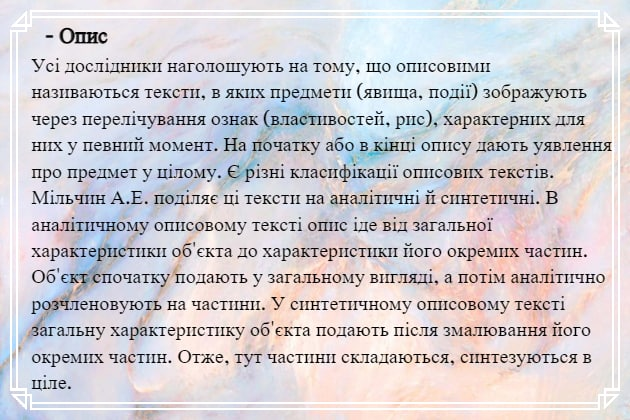 - Опис
Усі дослідники наголошують на тому, що описовими
називаються тексти, в яких предмети (явища, події) зображують
через перелічування ознак (властивостей, рис), характерних для
них у певний момент. На початку або в кінці опису дають уявлення
про предмет у цілому. Є різні класифікації описових текстів.
Мільчин А.Е. поділяє ці тексти на аналітичні й синтетичні. В
аналітичному описовому тексті опис іде від загальної
характеристики об'єкта до характеристики його окремих частин.
Об'єкт спочатку подають у загальному вигляді, а потім аналітично
розчленовують на частини. У синтетичному описовому тексті
загальну характеристику об'єкта подають після змалювання його
окремих частин. Отже, тут частини складаються, синтезуються в
ціле.